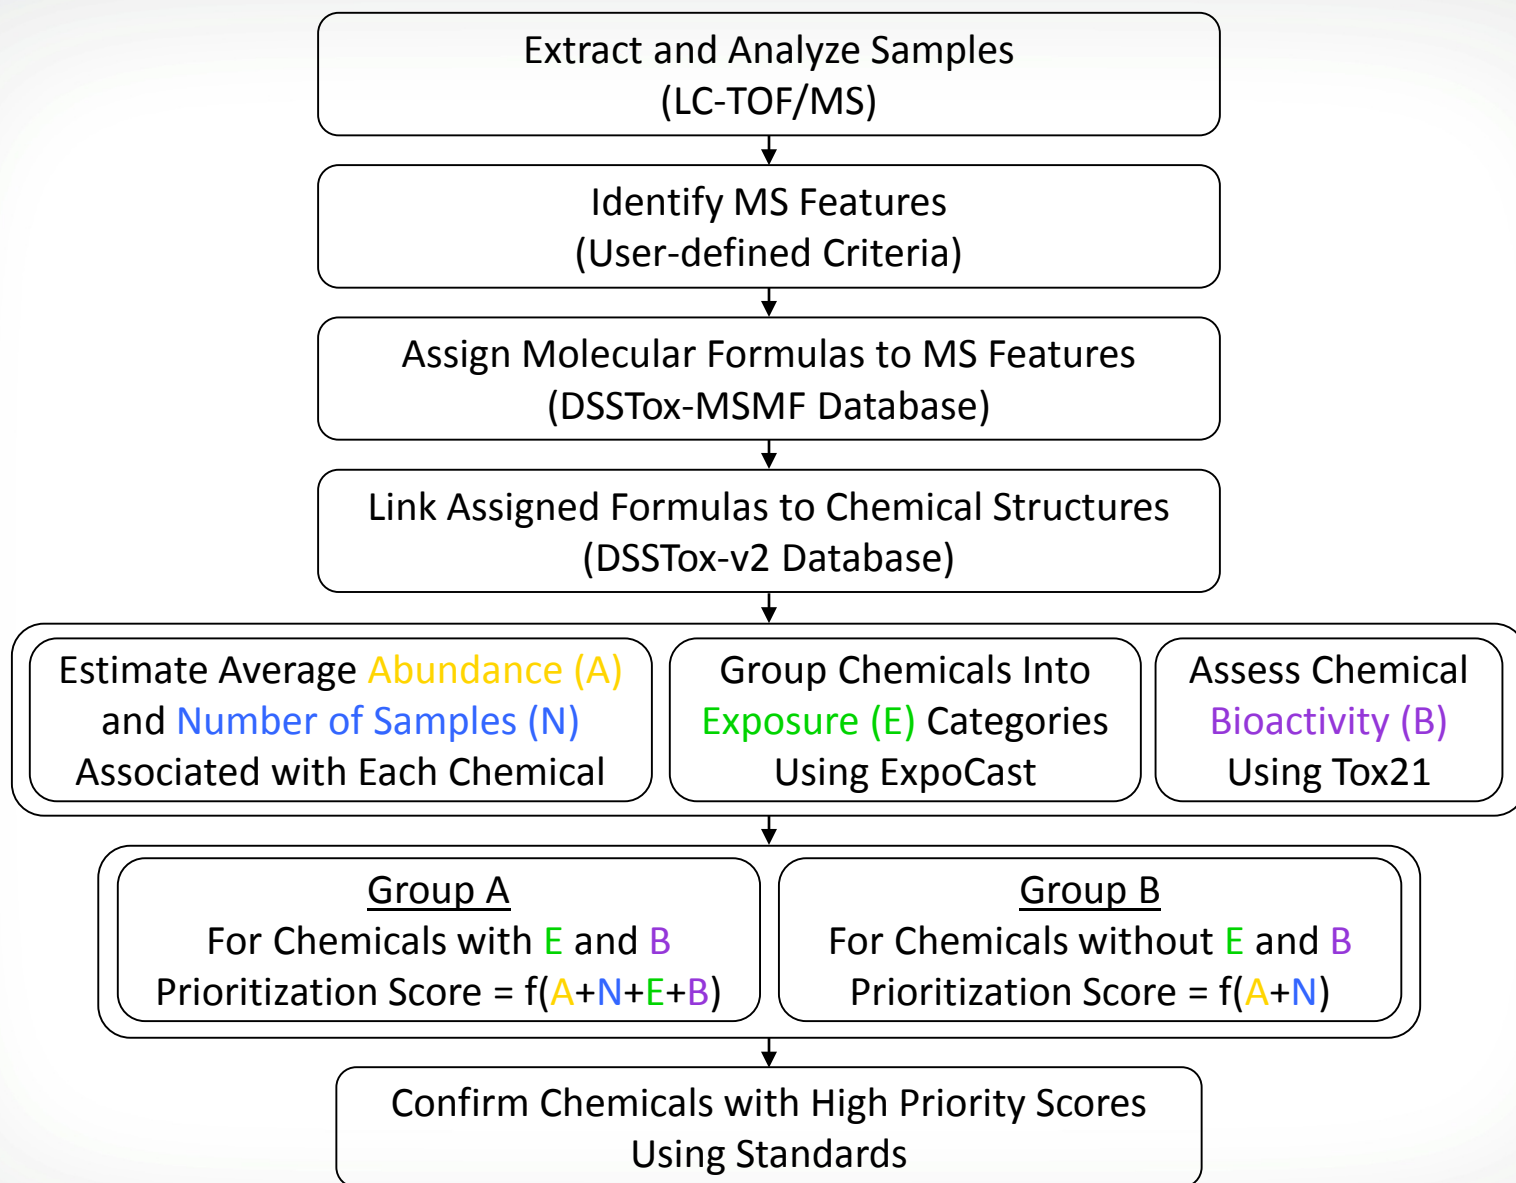 Extract and Analyze Samples
(LC-TOF/MS)
Identify MS Features
(User-defined Criteria)
Assign Molecular Formulas to MS Features
(DSSTox-MSMF Database)
Link Assigned Formulas to Chemical Structures
(DSSTox-v2 Database)
Estimate Average Abundance (A)
and Number of Samples (N)
Associated with Each Chemical
Group Chemicals Into
Exposure (E) Categories
Using ExpoCast
Assess Chemical
Bioactivity (B)
Using Tox21
Group A
For Chemicals with E and B
Prioritization Score = f(A+N+E+B)
Group B
For Chemicals without E and B
Prioritization Score = f(A+N)
Confirm Chemicals with High Priority Scores
Using Standards